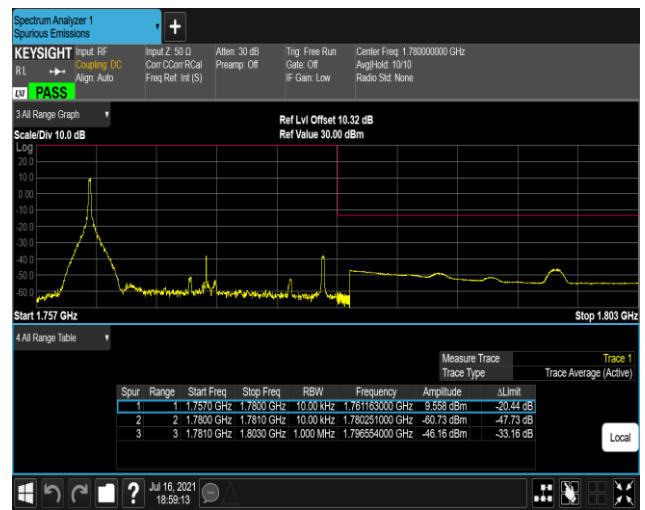 Spectrum Analyzer 1
Spurious Emissions
+
KEYSIGHT Input: RF Input Z: 50 Ω Atten: 30 dB Trig: Free Run Center Freq: 1.780000000 GHz
RL Coupling: DC Corr CCorr RCal Preamp: Off Gate: Off Avg|Hold: 10/10
Align: Auto Freq Ref: Int (S) IF Gain: Low Radio Std: None
LXI PASS
3 All Range Graph
Ref Lvl Offset 10.32 dB
Scale/Div 10.0 dB Ref Value 30.00 dBm
Log
20.0
10.0
0.00
-10.0
-20.0
-30.0
-40.0
-50.0
-60.0
Start 1.757 GHz Stop 1.803 GHz
4 All Range Table
Measure Trace Trace 1
Trace Type Trace Average (Active)
Spur Range Start Freq Stop Freq RBW Frequency Amplitude ΔLimit
1 1 1.7570 GHz 1.7800 GHz 10.00 kHz 1.761163000 GHz 9.558 dBm -20.44 dB
2 2 1.7800 GHz 1.7810 GHz 10.00 kHz 1.780251000 GHz -60.73 dBm -47.73 dB
3 3 1.7810 GHz 1.8030 GHz 1.000 MHz 1.796554000 GHz -46.16 dBm -33.16 dB
Local
? Jul 16, 2021
18:59:13